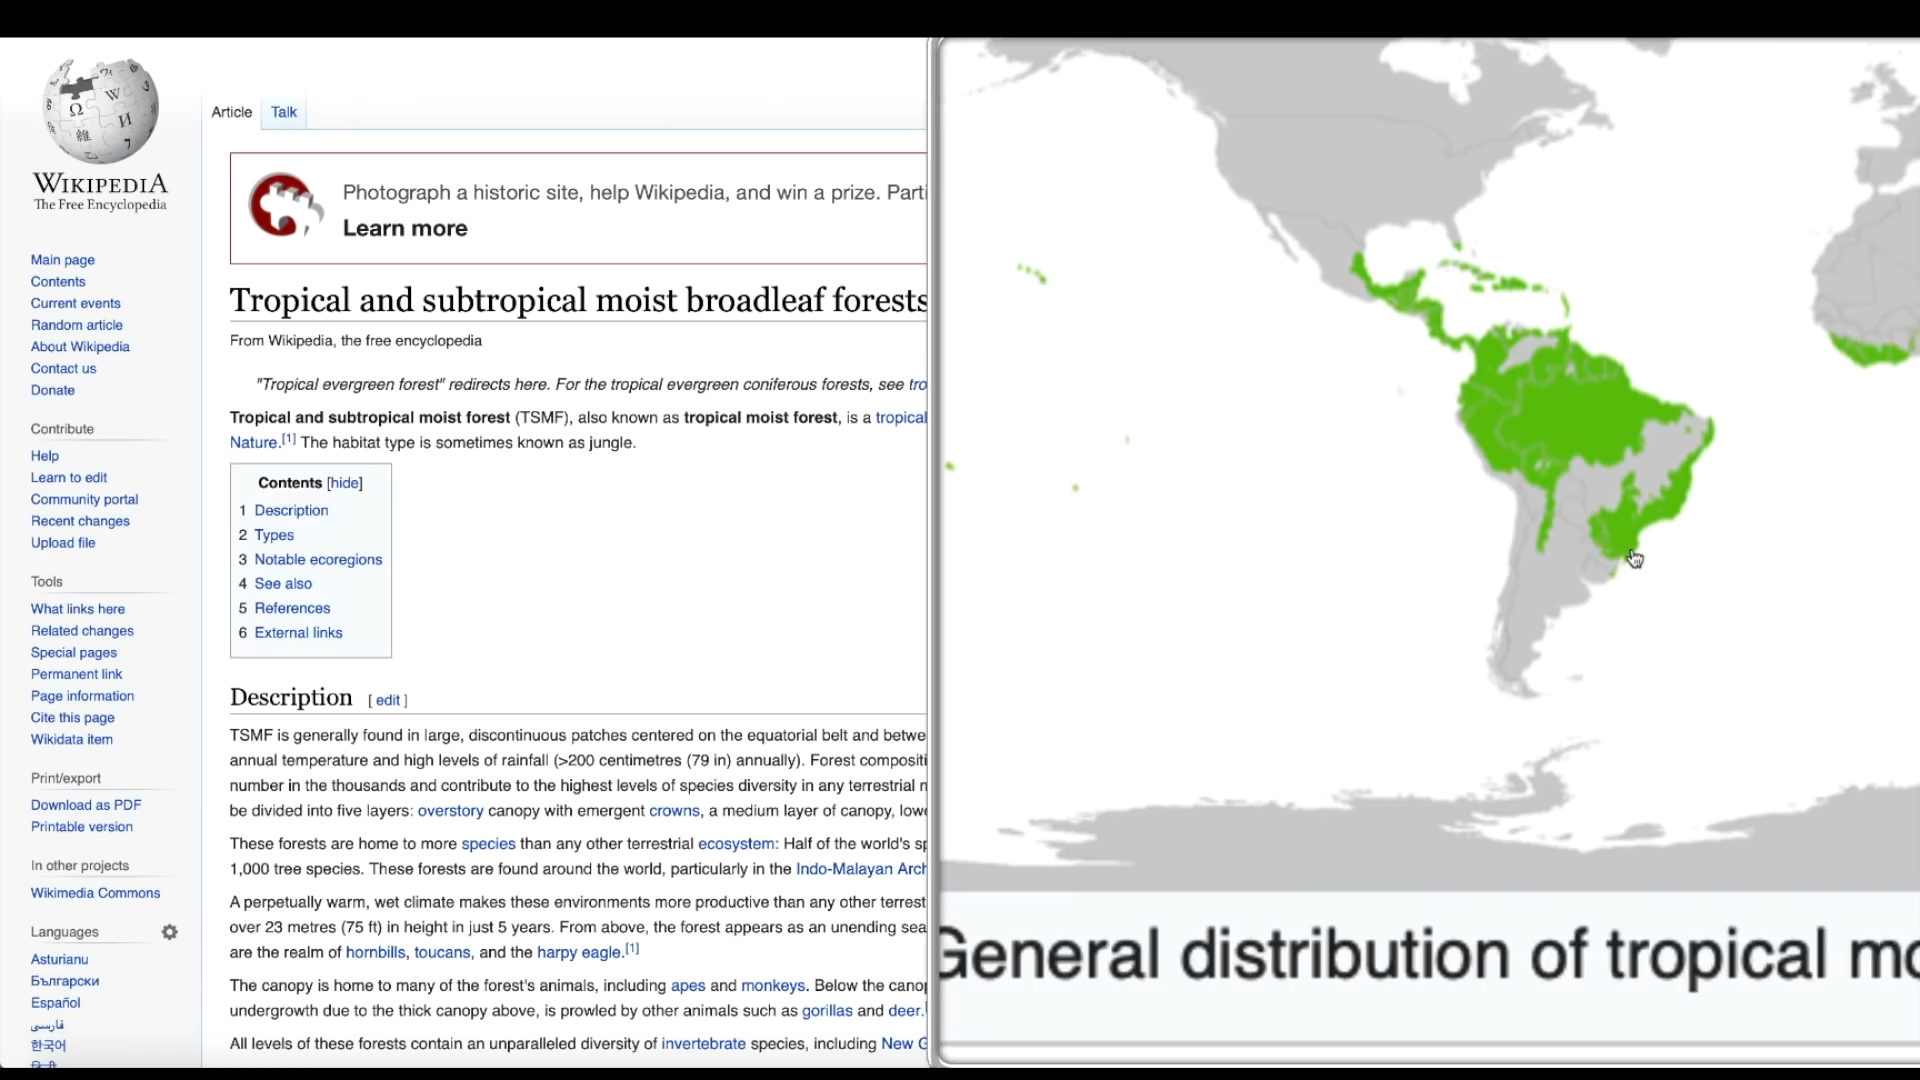 WIKIPEDIA
The Free Encyclopedia
Main page
Contents
Current events
Random article
About Wikipedia
Contact us
Donate
Contribute
Help
Learn to edit
Community portal
Recent changes
Upload file
Tools
What links here
Related changes
Special pages
Permanent link
Page information
Cite this page
Wikidata item
Print/export
Download as PDF
Printable version
In other projects
Wikimedia Commons
Languages
Asturianu
Български
Español
فارسی
한국어
Article Talk
Photograph a historic site, help Wikipedia, and win a prize. Parti
Learn more
Tropical and subtropical moist broadleaf forests
From Wikipedia, the free encyclopedia
"Tropical evergreen forest" redirects here. For the tropical evergreen coniferous forests, see tro
Tropical and subtropical moist forest (TSMF), also known as tropical moist forest, is a tropical
Nature.[1] The habitat type is sometimes known as jungle.
Contents [hide]
1 Description
2 Types
3 Notable ecoregions
4 See also
5 References
6 External links
Description [ edit ]
TSMF is generally found in large, discontinuous patches centered on the equatorial belt and betwe
annual temperature and high levels of rainfall (>200 centimetres (79 in) annually). Forest compositi
number in the thousands and contribute to the highest levels of species diversity in any terrestrial
be divided into five layers: overstory canopy with emergent crowns, a medium layer of canopy, low
These forests are home to more species than any other terrestrial ecosystem: Half of the world's sp
1,000 tree species. These forests are found around the world, particularly in the Indo-Malayan Arch
A perpetually warm, wet climate makes these environments more productive than any other terrest
over 23 metres (75 ft) in height in just 5 years. From above, the forest appears as an unending sea
are the realm of hornbills, toucans, and the harpy eagle.[1]
The canopy is home to many of the forest's animals, including apes and monkeys. Below the canop
undergrowth due to the thick canopy above, is prowled by other animals such as gorillas and deer.
All levels of these forests contain an unparalleled diversity of invertebrate species, including New G
General distribution of tropical mo